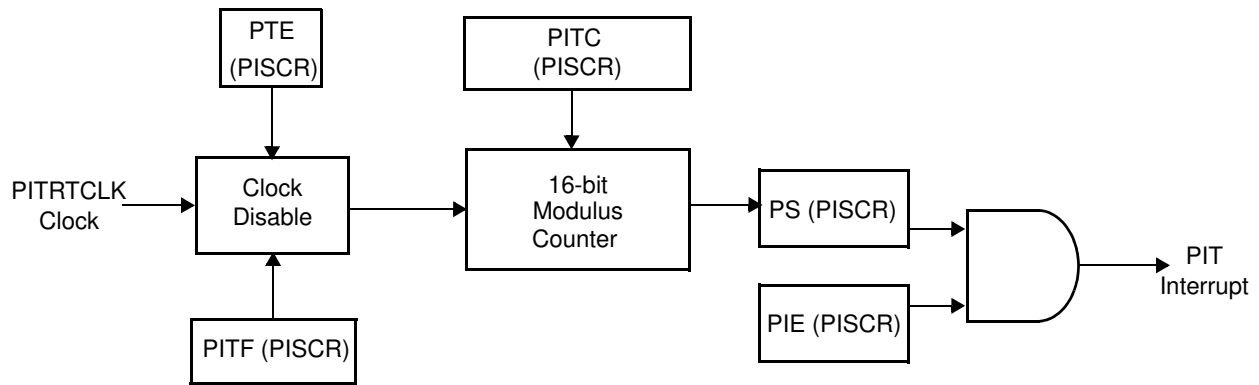 PTE
(PISCR)
PITC
(PISCR)
PITRTCLK
Clock
Clock
Disable
16-bit
Modulus
Counter
PS (PISCR)
PIT
Interrupt
PIE (PISCR)
PITF (PISCR)